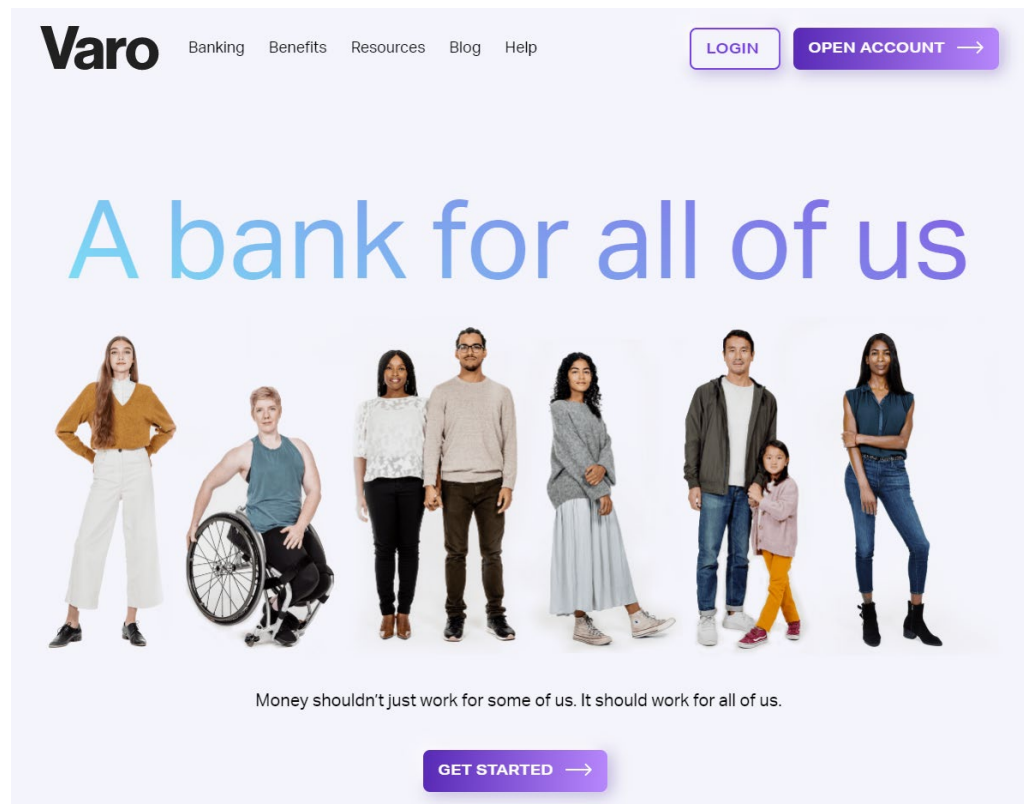 Varo
Banking Benefits Resources Blog Help
LOGIN
OPEN ACCOUNT
A bank for all of us
Money shouldn’t just work for some of us. It should work for all of us.
GET STARTED